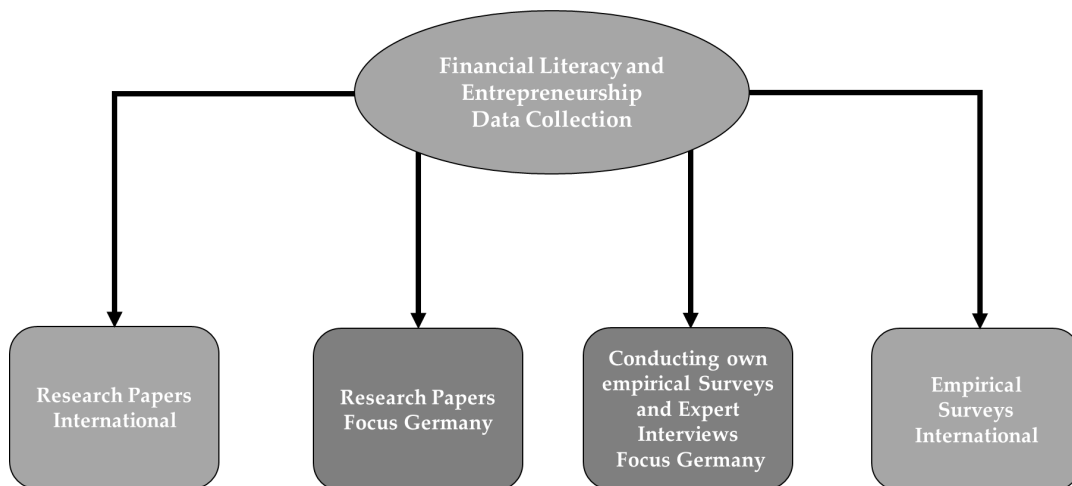 Financial Literacy and
Entrepreneurship
Data Collection
Research Papers
International
Research Papers
Focus Germany
Conducting own
empirical Surveys
and Expert
Interviews
Focus Germany
Empirical
Surveys
International